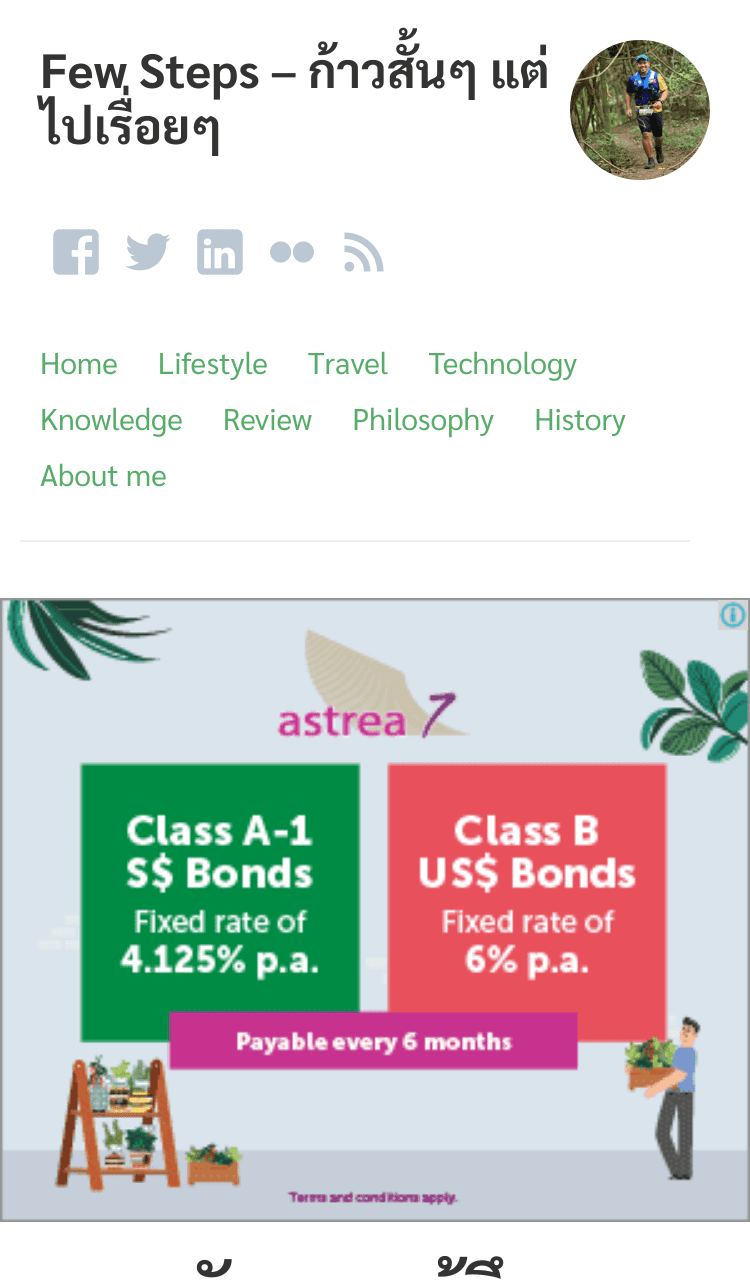 Few Steps – ก้าวสั้นๆ แต่
ไปเรื่อยๆ
Home Lifestyle Travel Technology
Knowledge Review Philosophy History
About me
astrea 7
Class A-1
S$ Bonds
Fixed rate of
4.125% p.a.
Class B
US$ Bonds
Fixed rate of
6% p.a.
Payable every 6 months
Terms and conditions apply.